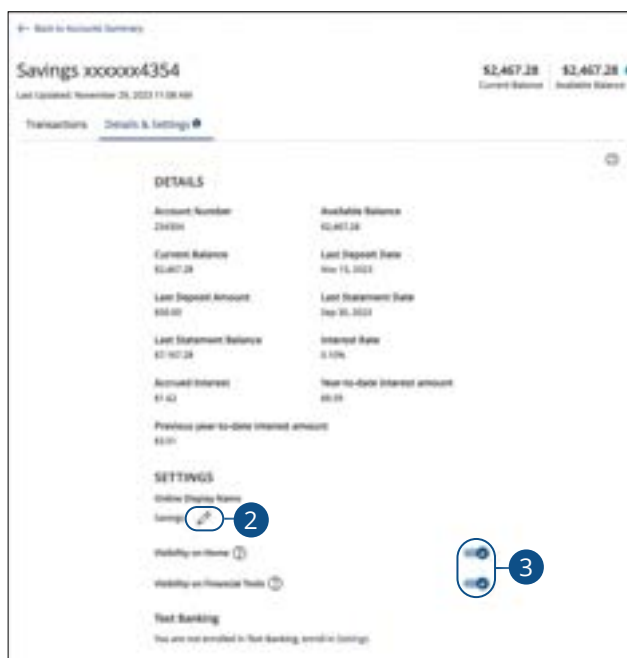 ← Back to Accounts Summary
Savings xxxxxx4354
$2,467.28 $2,467.28
Current Balance Available Balance
Last Updated: November 29, 2023 11:08 AM
Transactions Details & Settings
DETAILS
Account Number Available Balance
$2,467.28
Current Balance Last Deposit Date
$2,467.28 Nov 15, 2023
Last Deposit Amount Last Statement Date
Sep 30, 2023
Last Statement Balance Interest Rate
0.10%
Accrued Interest Year-to-date interest amount
Previous year-to-date interest amount
SETTINGS
Online Display Name
Savings 2
Visibility on Home ?
3
Visibility on Financial Tools ?
Text Banking
You are not enrolled in Text Banking, enroll in Settings